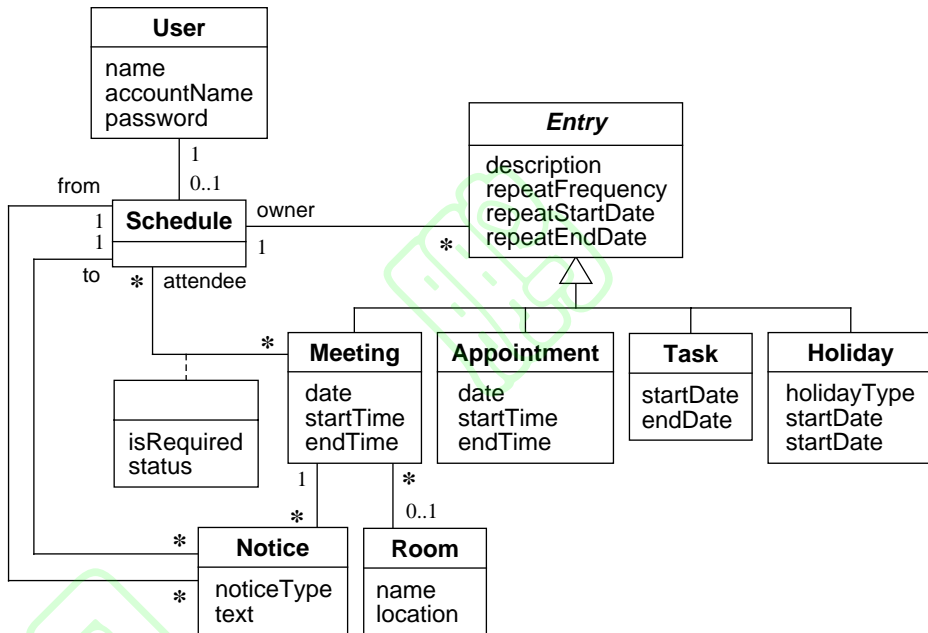 User
name
accountName
password
Entry
description
repeatFrequency
repeatStartDate
repeatEndDate
1
0..1
from
1
1
to
Schedule
owner
1
*
*
attendee
*
Meeting
date
startTime
endTime
Appointment
date
startTime
endTime
Task
startDate
endDate
Holiday
holidayType
startDate
startDate
isRequired
status
1
*
*
0..1
*
*
Notice
noticeType
text
Room
name
location